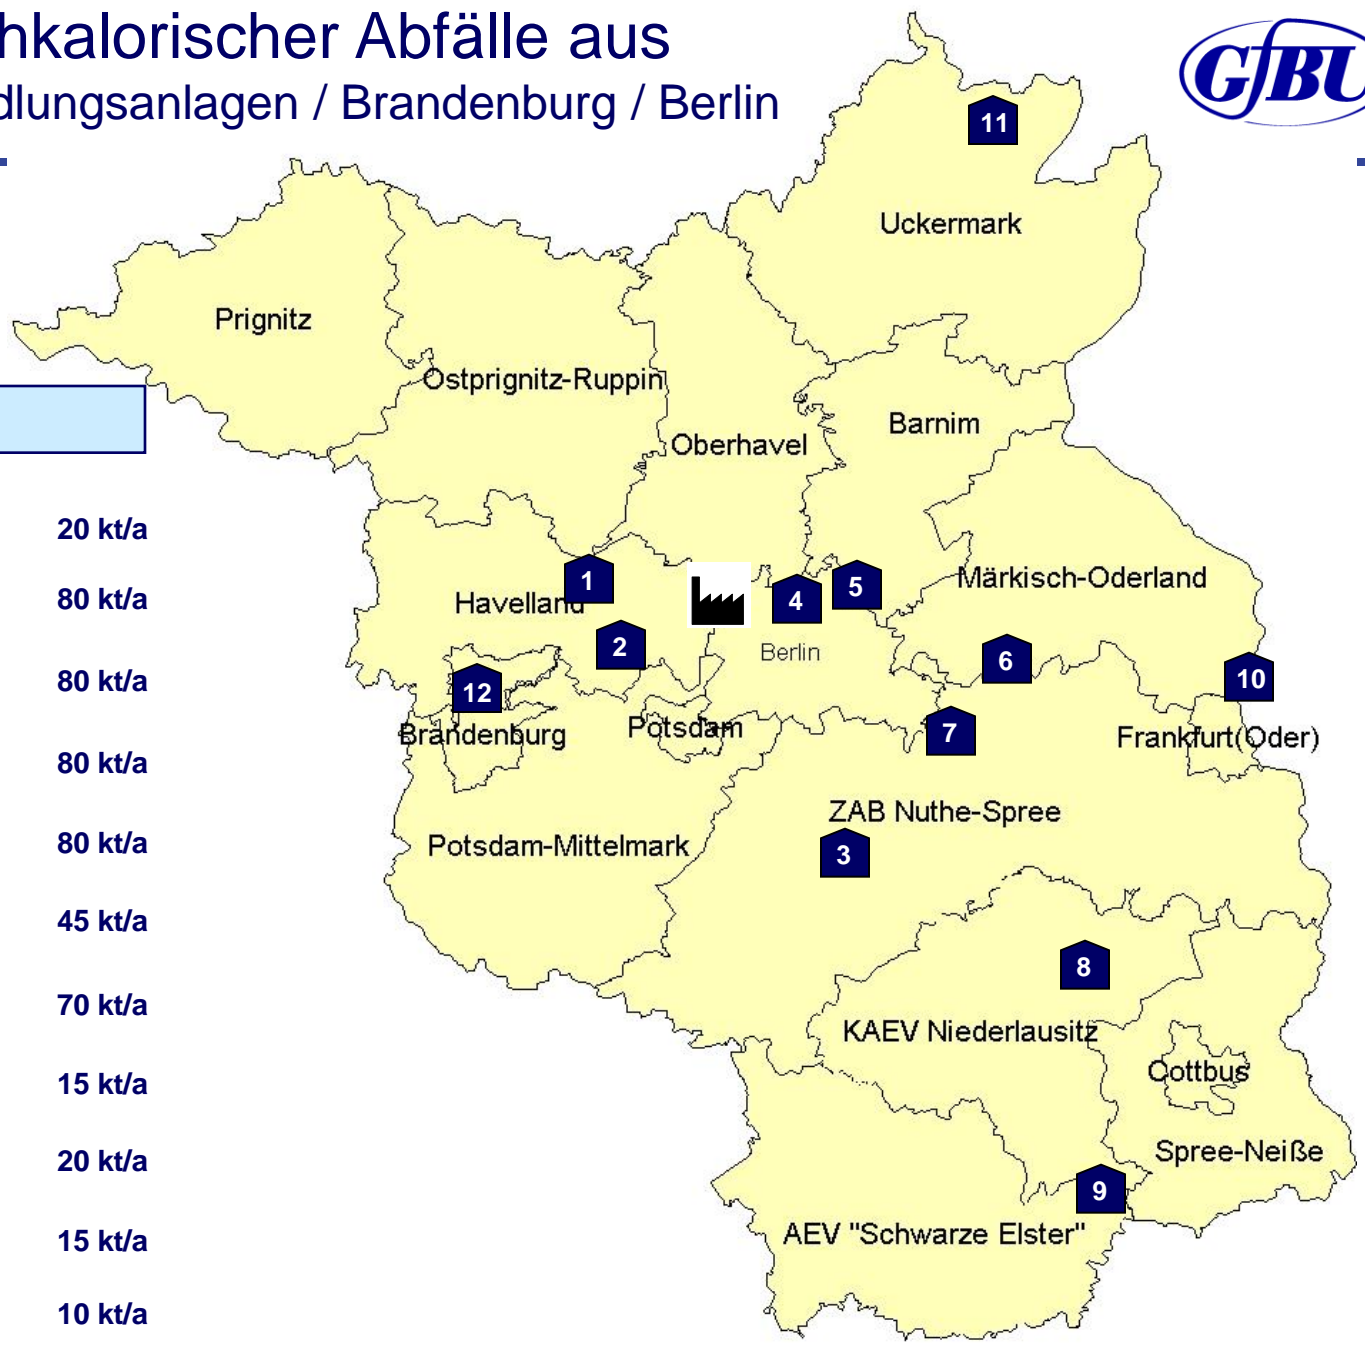 hkalorischer Abfälle aus
dlungsanlagen / Brandenburg / Berlin
GfBU
11
Uckermark
Prignitz
Ostprignitz-Ruppin
Barnim
Oberhavel
20 kt/a
1
5
Märkisch-Oderland
80 kt/a
Havelland
4
2
Berlin
6
80 kt/a
12
10
Brandenburg
Potsdam
7
Frankfurt(Oder)
80 kt/a
ZAB Nuthe-Spree
80 kt/a
Potsdam-Mittelmark
3
45 kt/a
8
70 kt/a
KAEV Niederlausitz
15 kt/a
Cottbus
20 kt/a
Spree-Neiße
9
15 kt/a
AEV "Schwarze Elster"
10 kt/a